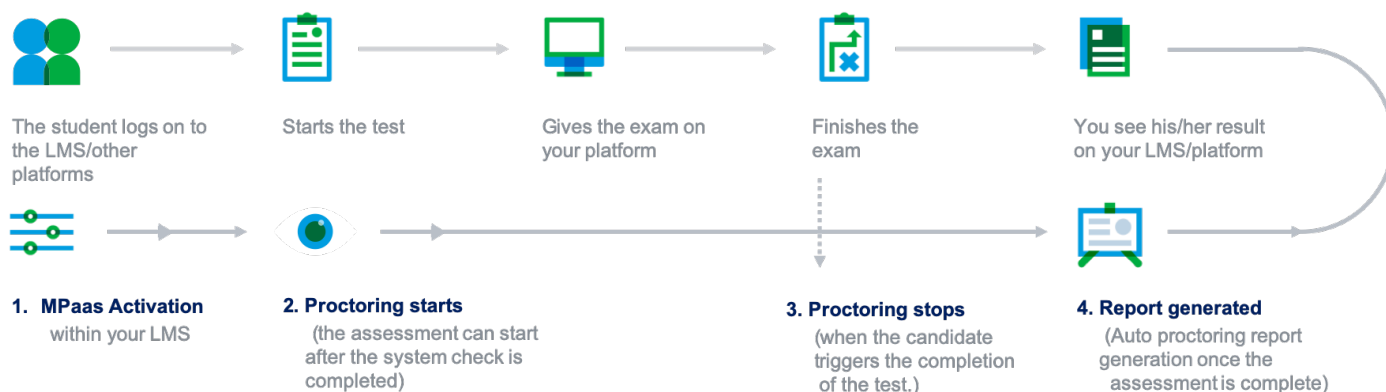 The student logs on to
the LMS/other
platforms
Starts the test
Gives the exam on
your platform
Finishes the
exam
You see his/her result
on your LMS/platform
1. MPaas Activation
within your LMS
2. Proctoring starts
(the assessment can start
after the system check is
completed)
3. Proctoring stops
(when the candidate
triggers the completion
of the test.)
4. Report generated
(Auto proctoring report
generation once the
assessment is complete)